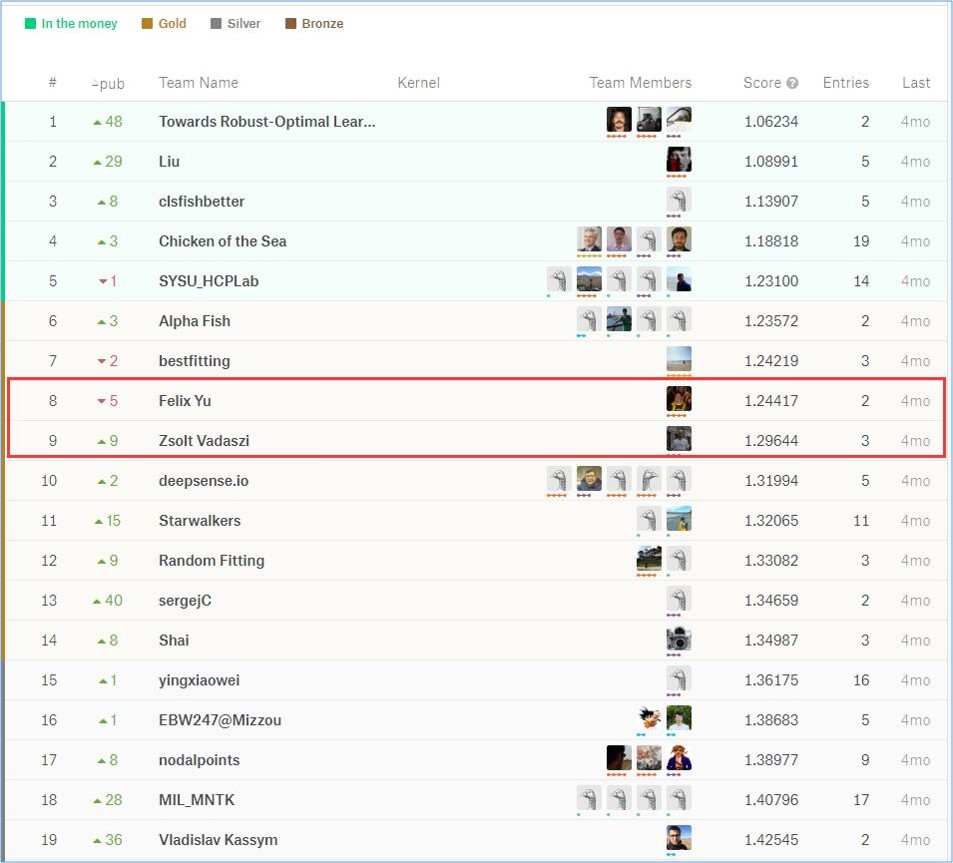 In the money Gold Silver Bronze
# △pub Team Name Kernel Team Members Score ? Entries Last
1 ▲ 48 Towards Robust-Optimal Lear... 1.06234 2 4mo
2 ▲ 29 Liu 1.08991 5 4mo
3 ▲ 8 clsfishbetter 1.13907 5 4mo
4 ▲ 3 Chicken of the Sea 1.18818 19 4mo
5 ▼ 1 SYSU_HCPLab 1.23100 14 4mo
6 ▲ 3 Alpha Fish 1.23572 2 4mo
7 ▼ 2 bestfitting 1.24219 3 4mo
8 ▼ 5 Felix Yu 1.24417 2 4mo
9 ▲ 9 Zsolt Vadaszi 1.29644 3 4mo
10 ▲ 2 deepsense.io 1.31994 5 4mo
11 ▲ 15 Starwalkers 1.32065 11 4mo
12 ▲ 9 Random Fitting 1.33082 3 4mo
13 ▲ 40 sergejC 1.34659 2 4mo
14 ▲ 8 Shai 1.34987 3 4mo
15 ▲ 1 yingxiaowei 1.36175 16 4mo
16 ▲ 1 EBW247@Mizzou 1.38683 5 4mo
17 ▲ 8 nodalpoints 1.38977 9 4mo
18 ▲ 28 MIL_MNTK 1.40796 17 4mo
19 ▲ 36 Vladislav Kassym 1.42545 2 4mo